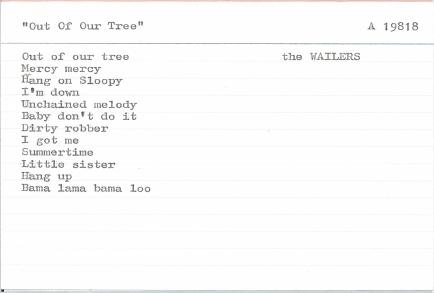 "Out Of Our Tree" A 19818
Out of our tree the WAILERS
Mercy mercy
Hang on Sloopy
I'm down
Unchained melody
Baby don't do it
Dirty robber
I got me
Summertime
Little sister
Hang up
Bama lama bama loo